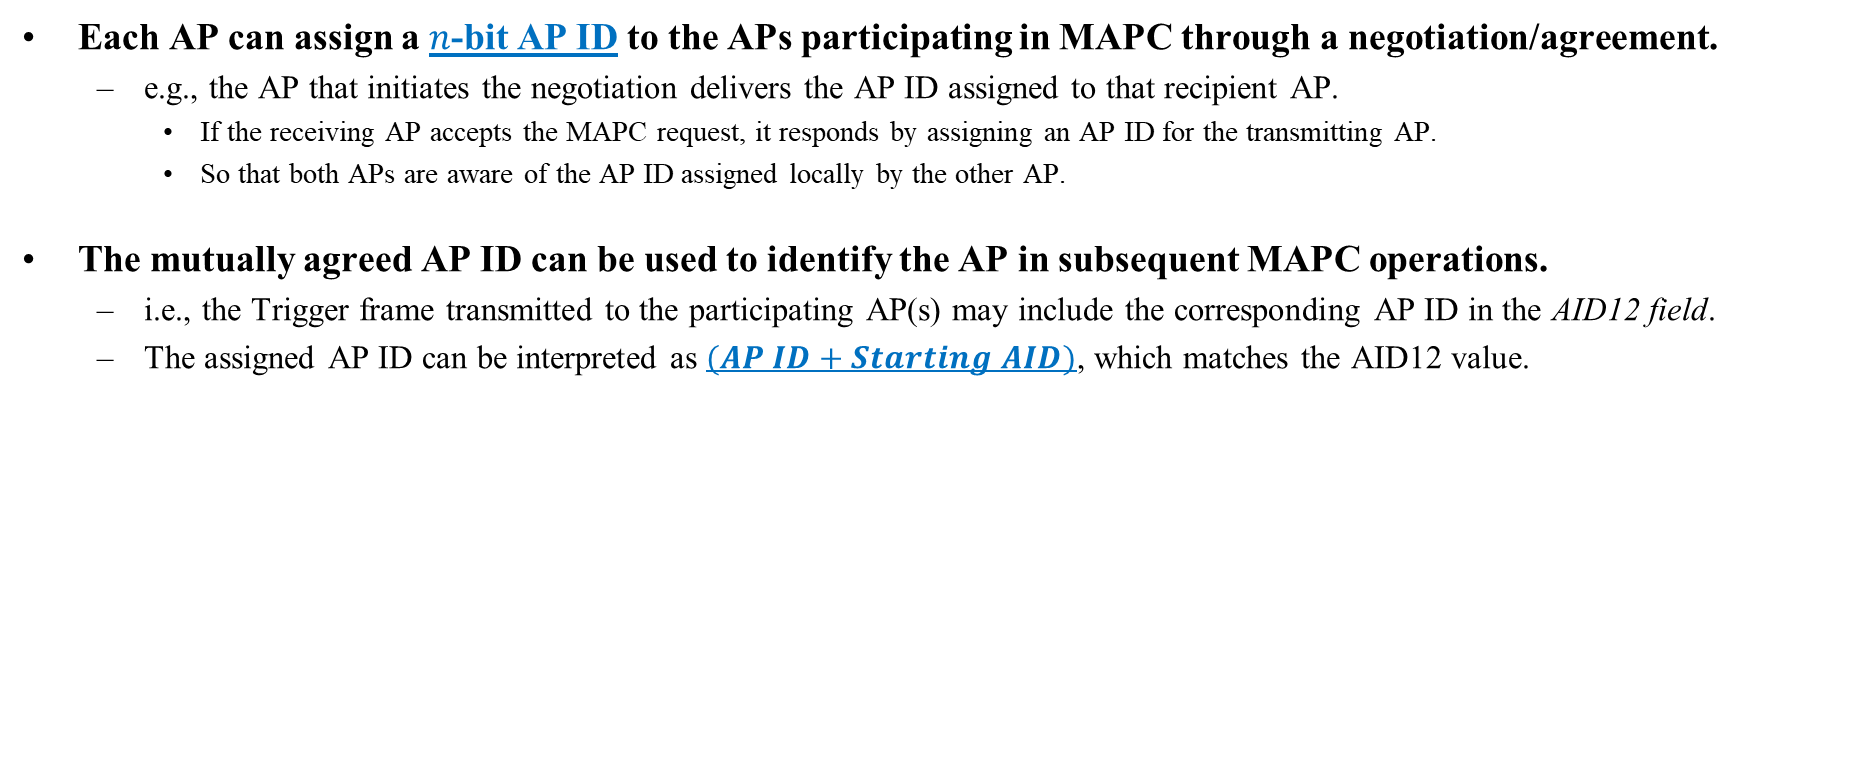 • Each AP can assign a n-bit AP ID to the APs participating in MAPC through a negotiation/agreement.
– e.g., the AP that initiates the negotiation delivers the AP ID assigned to that recipient AP.
• If the receiving AP accepts the MAPC request, it responds by assigning an AP ID for the transmitting AP.
• So that both APs are aware of the AP ID assigned locally by the other AP.
• The mutually agreed AP ID can be used to identify the AP in subsequent MAPC operations.
– i.e., the Trigger frame transmitted to the participating AP(s) may include the corresponding AP ID in the AID12 field.
– The assigned AP ID can be interpreted as (AP ID + Starting AID), which matches the AID12 value.